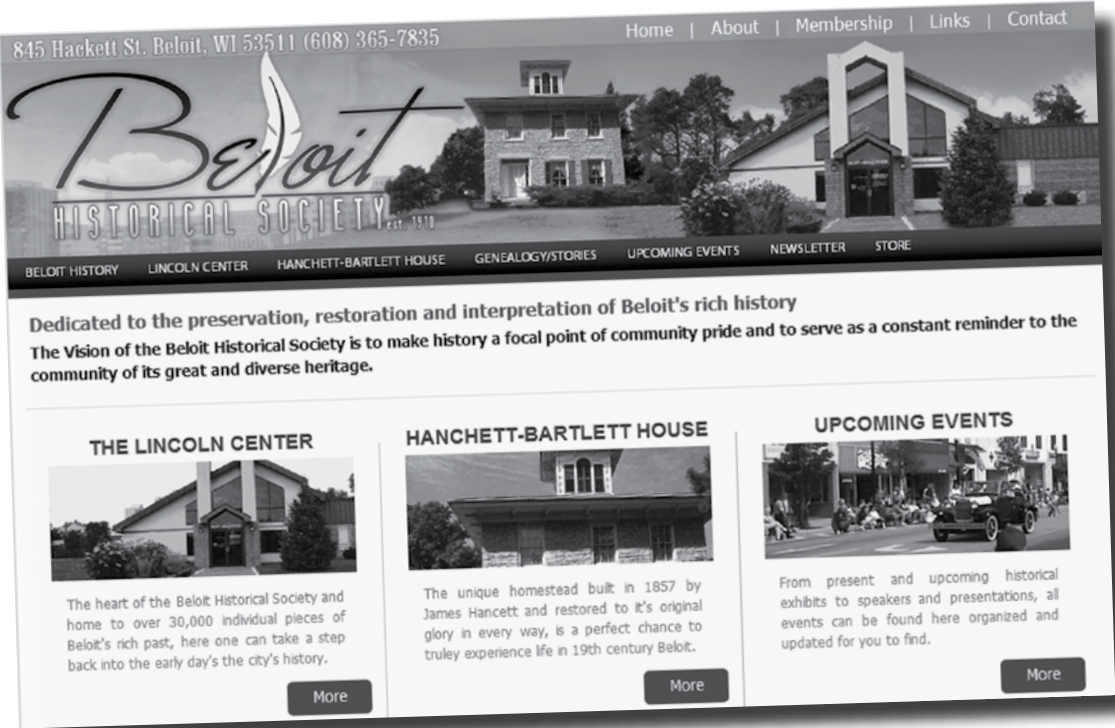 845 Hackett St. Beloit, WI 53511 (608) 365-7835
Home | About | Membership | Links | Contact
Beloit
HISTORICAL SOCIETY est. 1910
BELOIT HISTORY LINCOLN CENTER HANCHETT-BARTLETT HOUSE GENEALOGY/STORIES UPCOMING EVENTS NEWSLETTER STORE
Dedicated to the preservation, restoration and interpretation of Beloit's rich history
The Vision of the Beloit Historical Society is to make history a focal point of community pride and to serve as a constant reminder to the
community of its great and diverse heritage.
THE LINCOLN CENTER
The heart of the Beloit Historical Society and
home to over 30,000 individual pieces of
Beloit's rich past, here one can take a step
back into the early day's the city's history.
More
HANCHETT-BARTLETT HOUSE
The unique homestead built in 1857 by
James Hancett and restored to it's original
glory in every way, is a perfect chance to
truley experience life in 19th century Beloit.
More
UPCOMING EVENTS
From present and upcoming historical
exhibits to speakers and presentations, all
events can be found here organized and
updated for you to find.
More